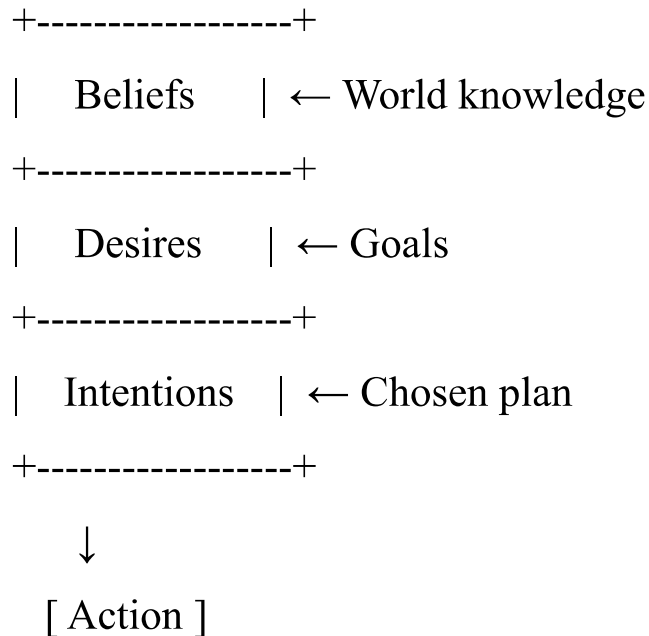 +-------------------+
| Beliefs | ← World knowledge
+-------------------+
| Desires | ← Goals
+-------------------+
| Intentions | ← Chosen plan
+-------------------+
↓
[ Action ]